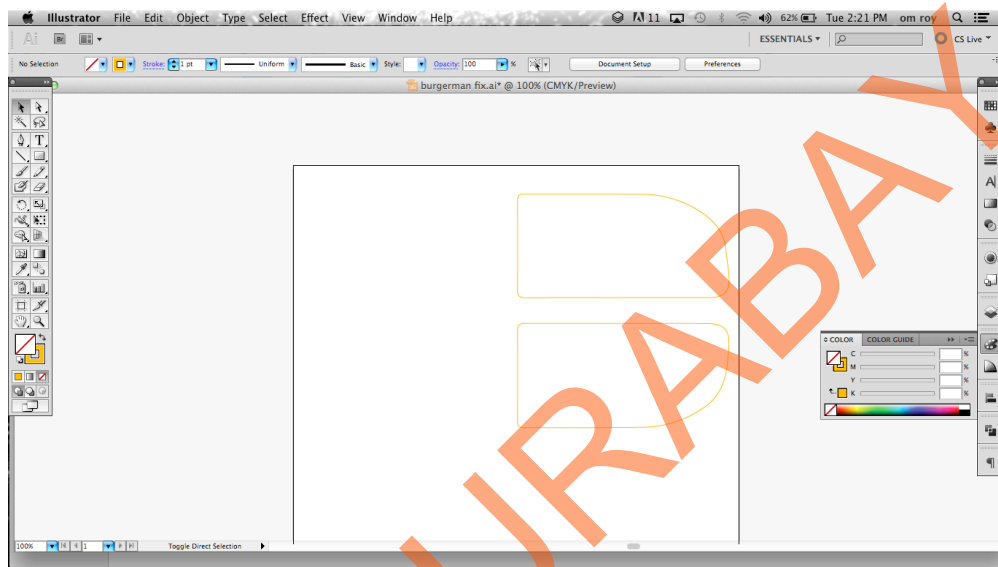 Illustrator File Edit Object Type Select Effect View Window Help 11 62% Tue 2:21 PM om roy
Ai Br ESSENTIALS CS Live
No Selection Stroke: 1 pt Uniform Basic Style: Opacity: 100 % Document Setup Preferences
burgerman fix.ai* @ 100% (CMYK/Preview)
T
A
COLOR COLOR GUIDE
C %
M %
Y %
K %
URABAY
100% 1 Toggle Direct Selection